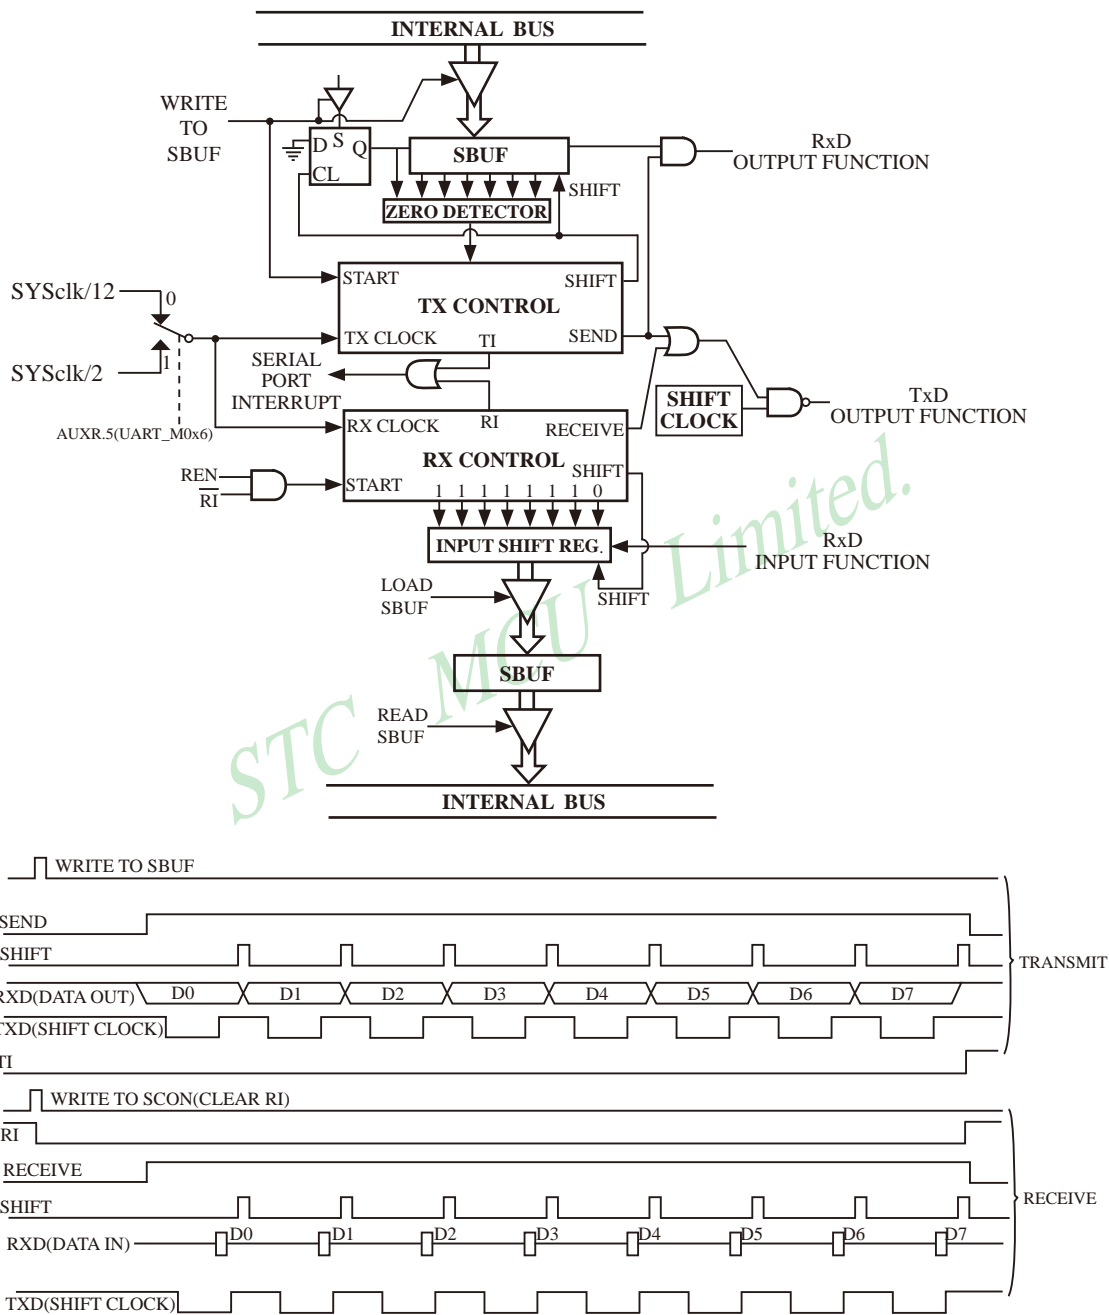 INTERNAL BUS
WRITE
TO
SBUF
D S Q
CL
SBUF
SHIFT
ZERO DETECTOR
RxD
OUTPUT FUNCTION
SYSclk/12
0
SYSclk/2
1
AUXR.5(UART_M0x6)
START
SHIFT
TX CONTROL
TX CLOCK
TI
SEND
SERIAL
PORT
INTERRUPT
SHIFT
CLOCK
TxD
OUTPUT FUNCTION
RX CLOCK
RI
RECEIVE
RX CONTROL
SHIFT
REN
RI
START
1 1 1 1 1 1 1 0
INPUT SHIFT REG.
RxD
INPUT FUNCTION
LOAD
SBUF
SHIFT
SBUF
READ
SBUF
INTERNAL BUS
STC MCU Limited.
WRITE TO SBUF
SEND
SHIFT
RXD(DATA OUT) D0 D1 D2 D3 D4 D5 D6 D7
TXD(SHIFT CLOCK)
TI
TRANSMIT
WRITE TO SCON(CLEAR RI)
RI
RECEIVE
SHIFT
RXD(DATA IN) D0 D1 D2 D3 D4 D5 D6 D7
TXD(SHIFT CLOCK)
RECEIVE